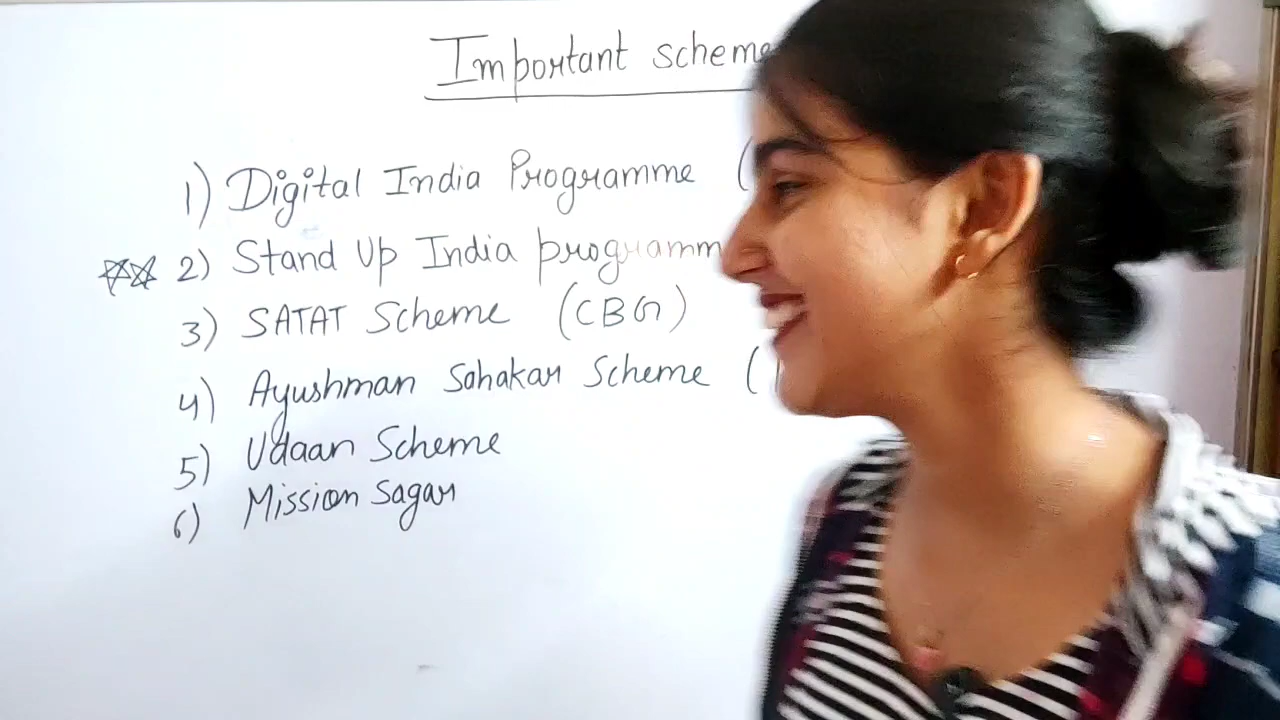 Important scheme
1) Digital India Programme (
2) Stand Up India programm
3) SATAT Scheme (CBG)
4) Ayushman Sahakar Scheme (
5) Udaan Scheme
6) Mission Sagar